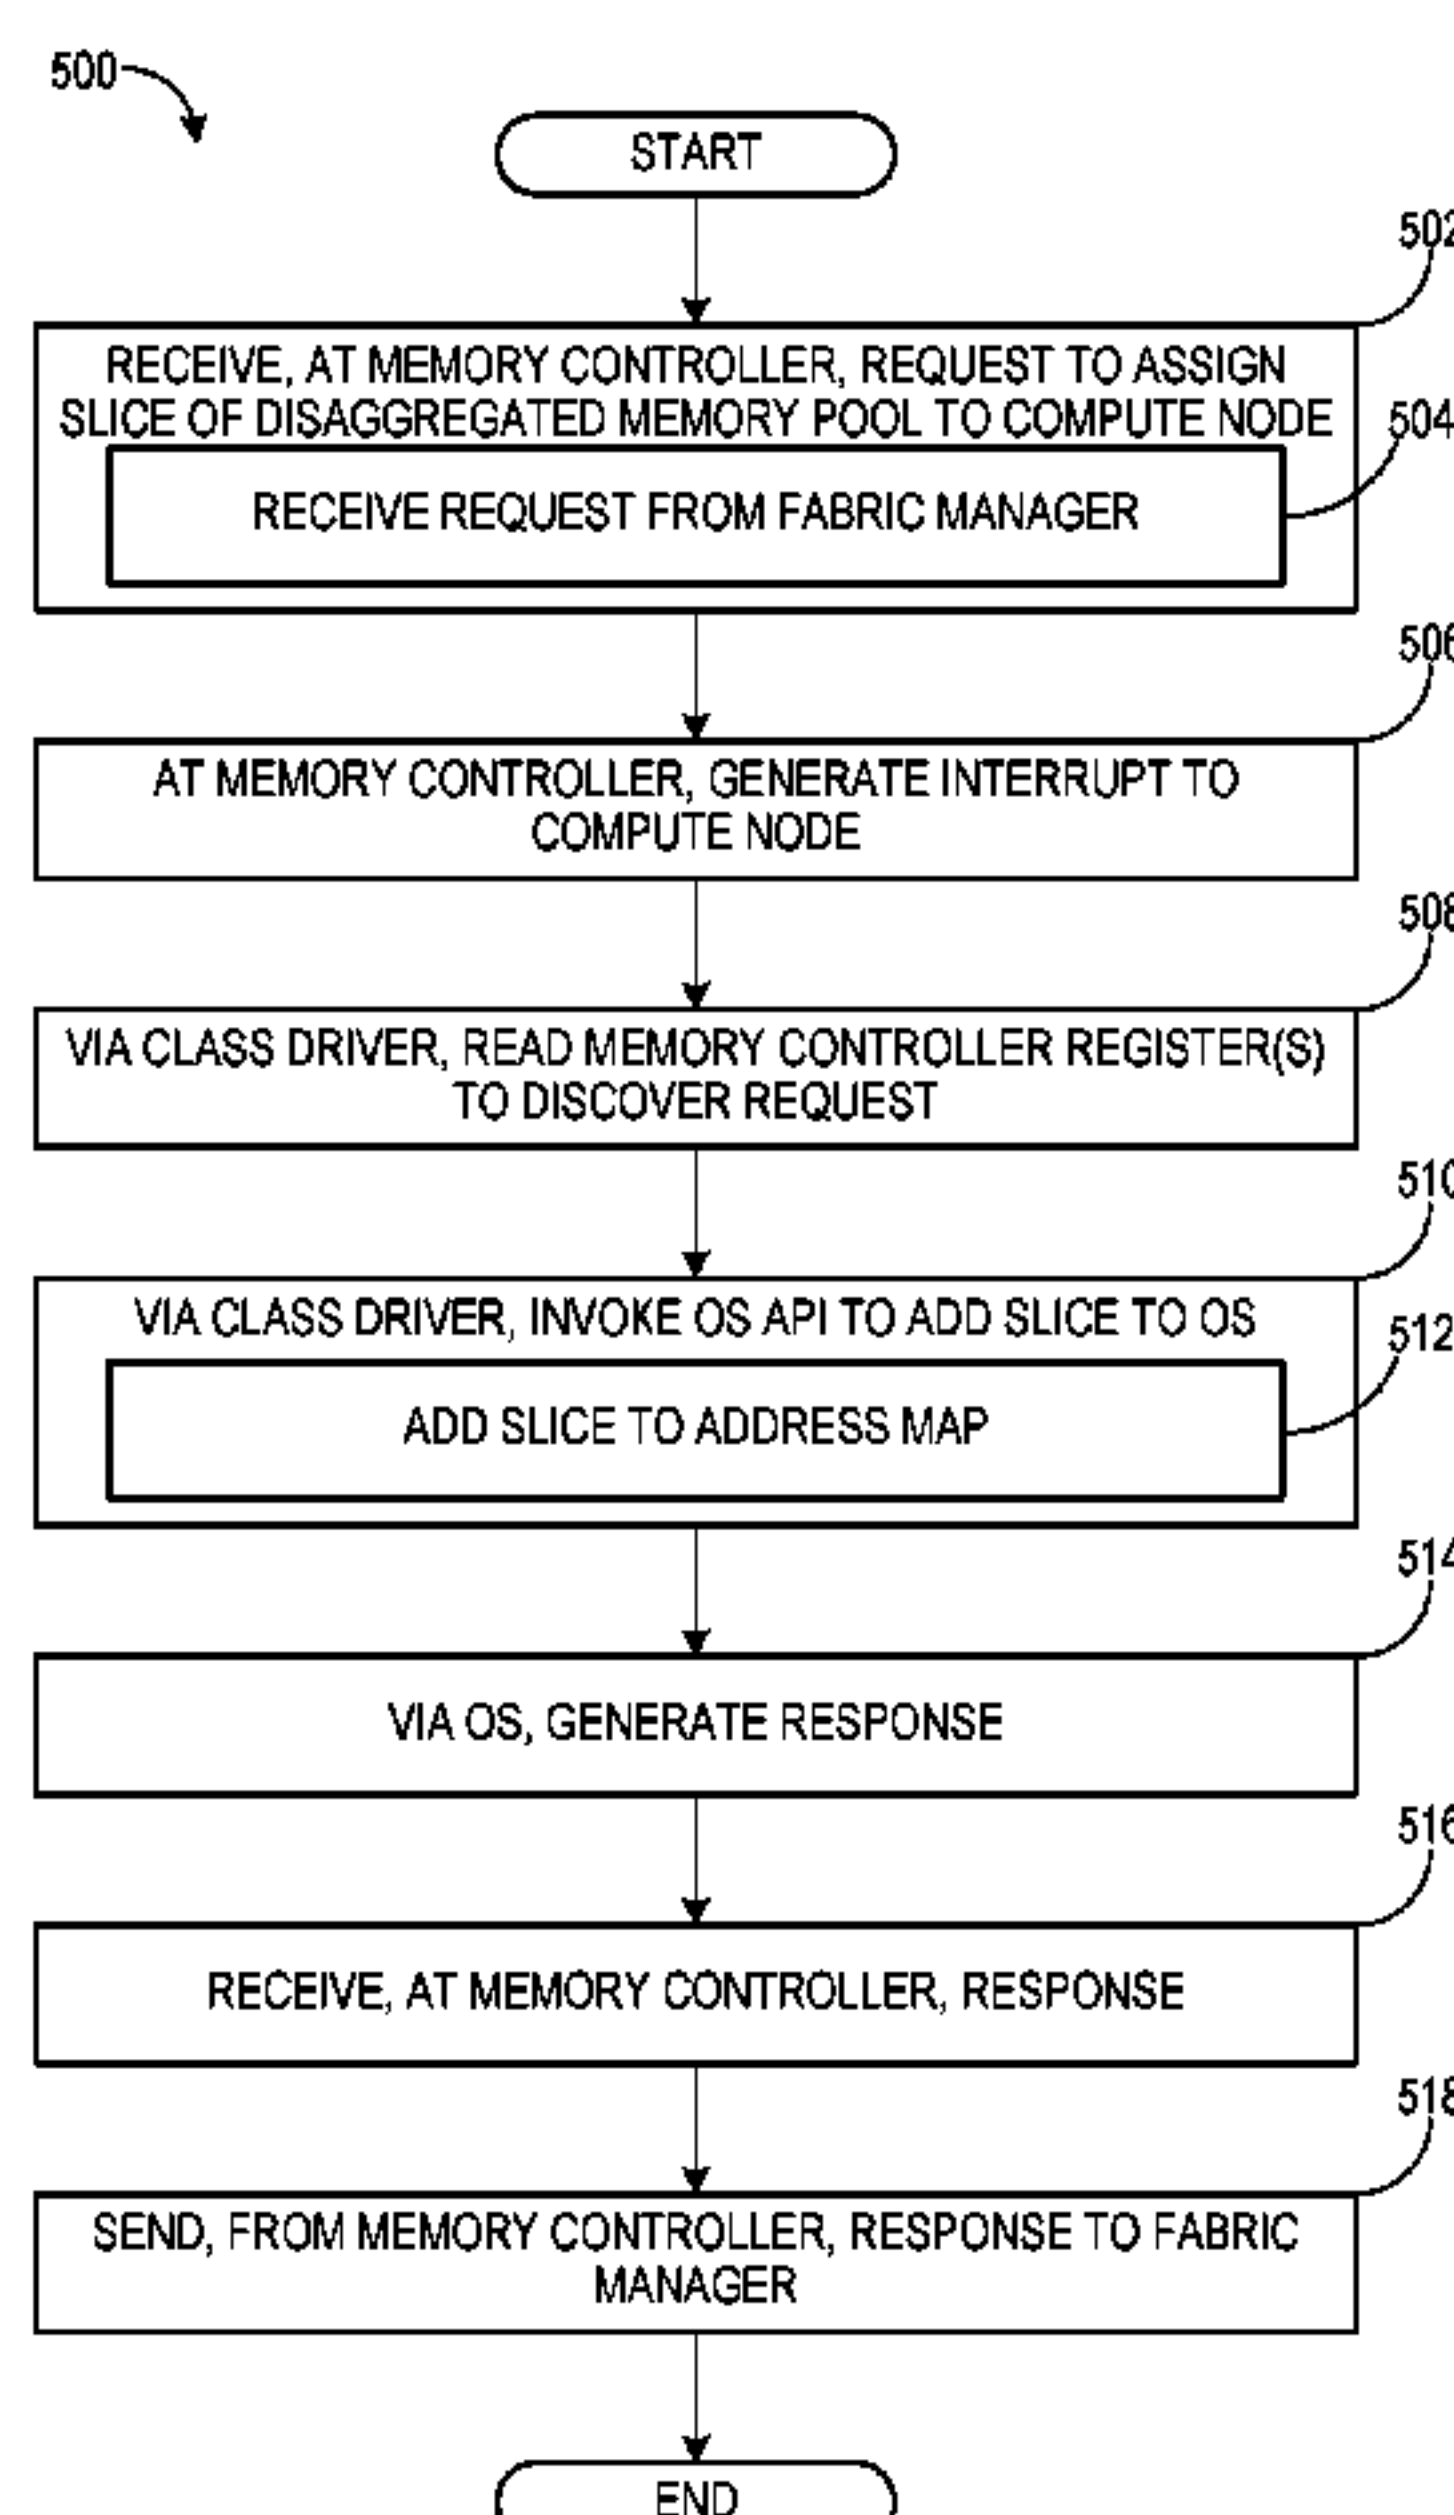 500
START
502
RECEIVE, AT MEMORY CONTROLLER, REQUEST TO ASSIGN
SLICE OF DISAGGREGATED MEMORY POOL TO COMPUTE NODE
504
RECEIVE REQUEST FROM FABRIC MANAGER
506
AT MEMORY CONTROLLER, GENERATE INTERRUPT TO
COMPUTE NODE
508
VIA CLASS DRIVER, READ MEMORY CONTROLLER REGISTER(S)
TO DISCOVER REQUEST
510
VIA CLASS DRIVER, INVOKE OS API TO ADD SLICE TO OS
512
ADD SLICE TO ADDRESS MAP
514
VIA OS, GENERATE RESPONSE
516
RECEIVE, AT MEMORY CONTROLLER, RESPONSE
518
SEND, FROM MEMORY CONTROLLER, RESPONSE TO FABRIC
MANAGER
END